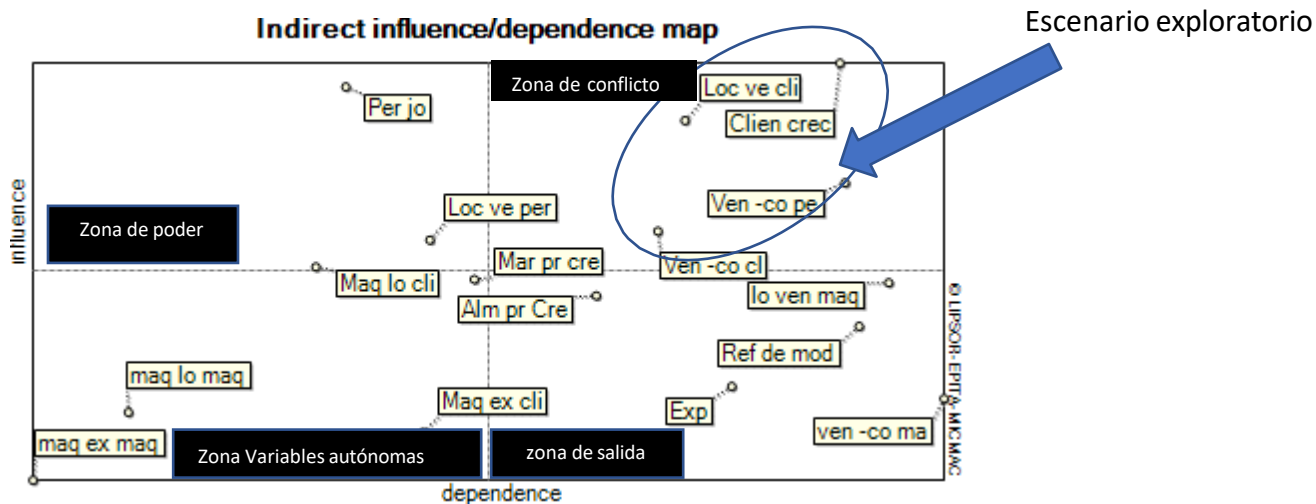 Escenario exploratorio
Indirect influence/dependence map
Zona de conflicto
Loc ve cli
Per jo
Clien crec
Ven -co pe
Loc ve per
Zona de poder
influence
Mar pr cre
Ven -co cl
Maq lo cli
lo ven maq
Alm pr Cre
Ref de mod
maq lo maq
Maq ex cli
Exp
ven -co ma
maq ex maq
Zona Variables autónomas
zona de salida
dependence
© LIPSOR-EPITA-MICMAC